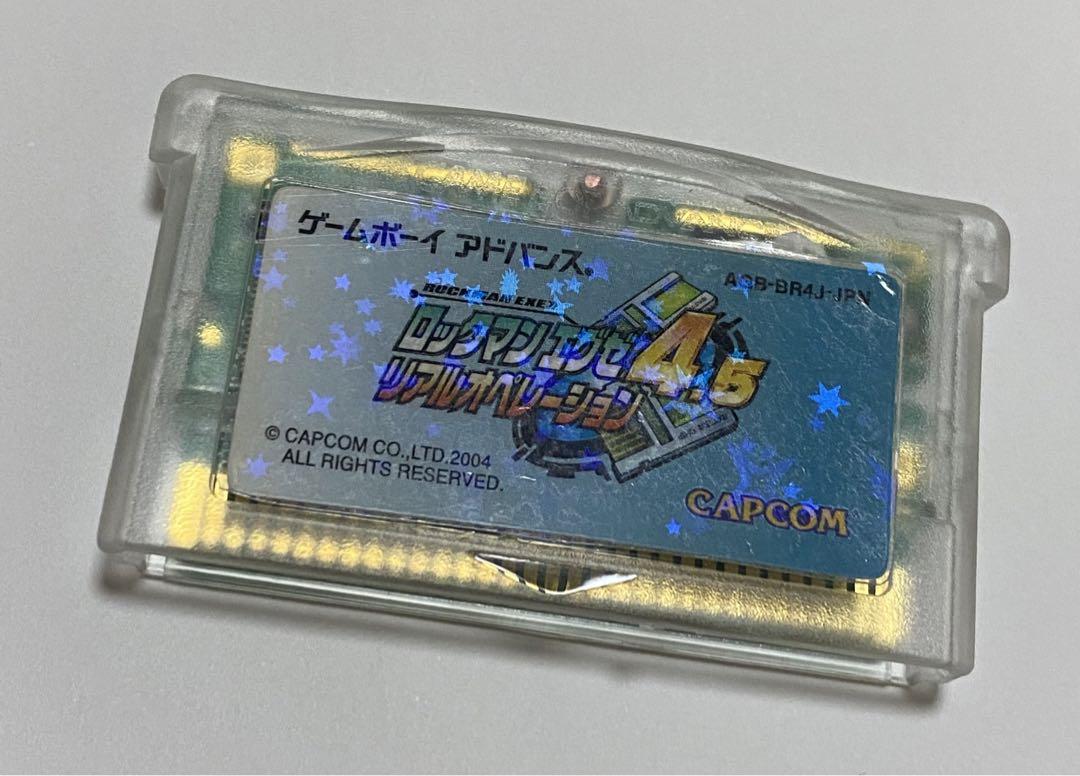 ゲームボーイ アドバンス®
AGB-BR4J-JPN
ROCKMAN EXE
ロックマンエグゼ4.5
リアルオペレーション
© CAPCOM CO.,LTD.2004
ALL RIGHTS RESERVED.
CAPCOM